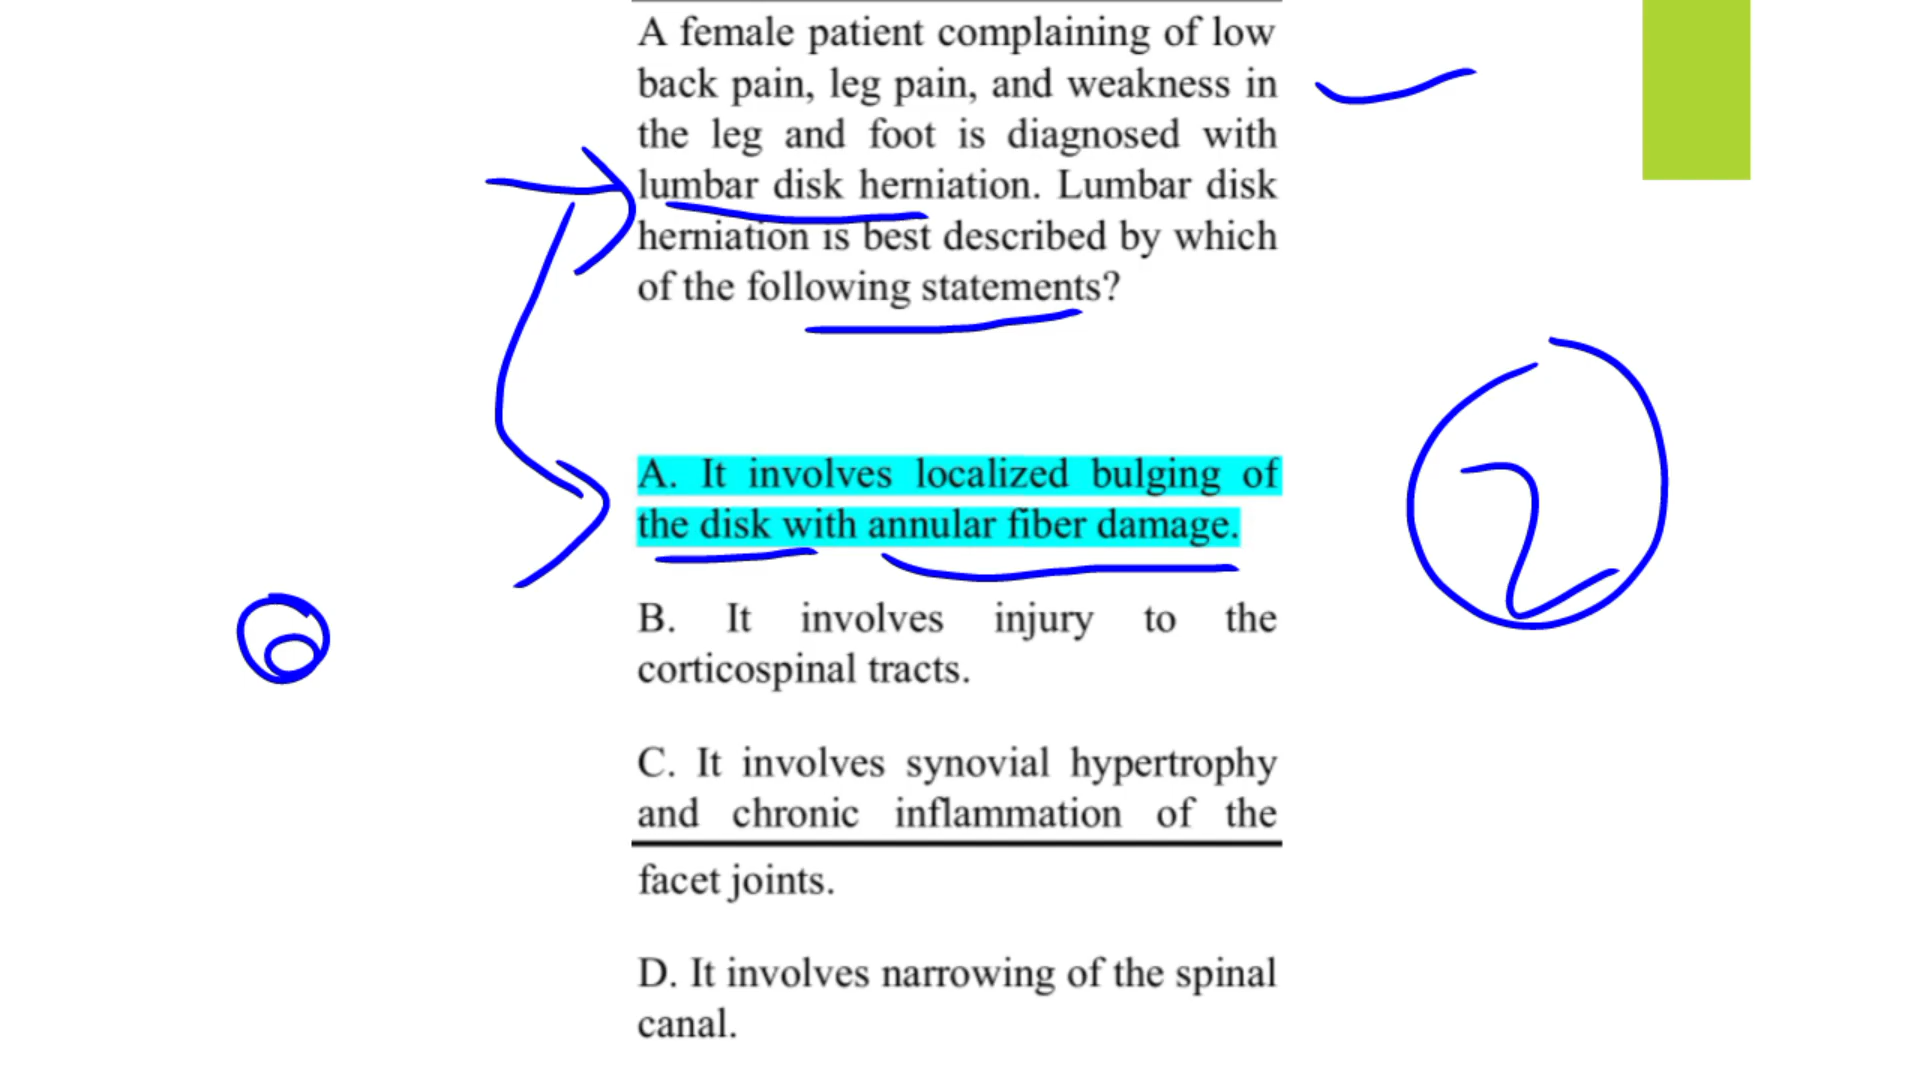 A female patient complaining of low
back pain, leg pain, and weakness in
the leg and foot is diagnosed with
lumbar disk herniation. Lumbar disk
herniation is best described by which
of the following statements?
2
A. It involves localized bulging of
the disk with annular fiber damage.
B. It involves injury to the
corticospinal tracts.
C. It involves synovial hypertrophy
and chronic inflammation of the
facet joints.
D. It involves narrowing of the spinal
canal.